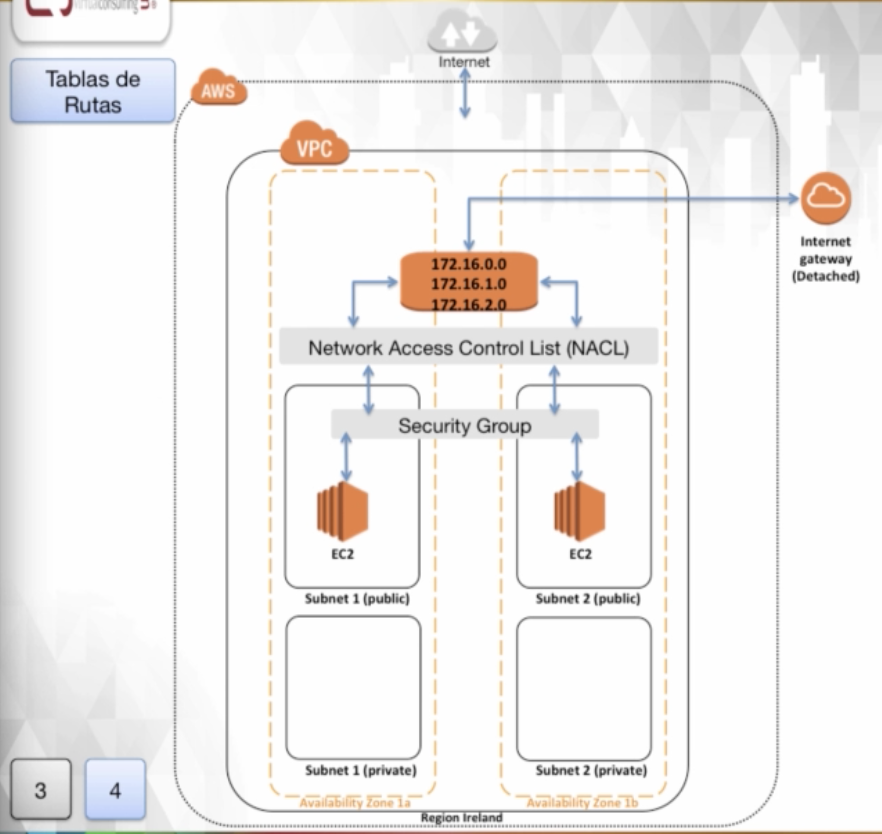 Tablas de
Rutas
Internet
AWS
VPC
Internet
gateway
(Detached)
172.16.0.0
172.16.1.0
172.16.2.0
Network Access Control List (NACL)
Security Group
EC2
EC2
Subnet 1 (public)
Subnet 2 (public)
Subnet 1 (private)
Subnet 2 (private)
3
4
Availability Zone 1a
Availability Zone 1b
Region Ireland